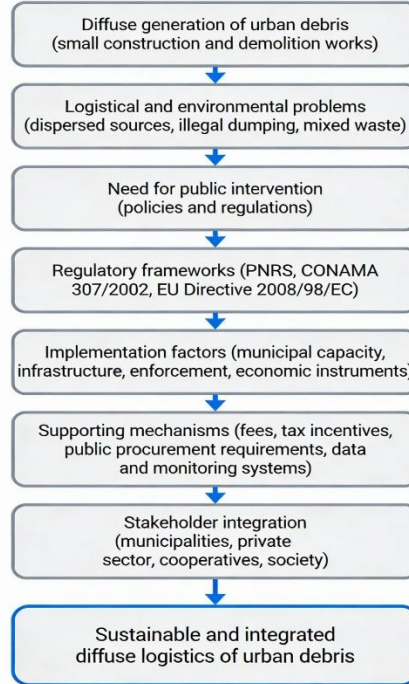 Diffuse generation of urban debris
(small construction and demolition works)
Logistical and environmental problems
(dispersed sources, illegal dumping, mixed waste)
Need for public intervention
(policies and regulations)
Regulatory frameworks (PNRS, CONAMA
307/2002, EU Directive 2008/98/EC)
Implementation factors (municipal capacity,
infrastructure, enforcement, economic instruments)
Supporting mechanisms (fees, tax incentives,
public procurement requirements, data
and monitoring systems)
Stakeholder integration
(municipalities, private
sector, cooperatives, society)
Sustainable and integrated
diffuse logistics of urban debris